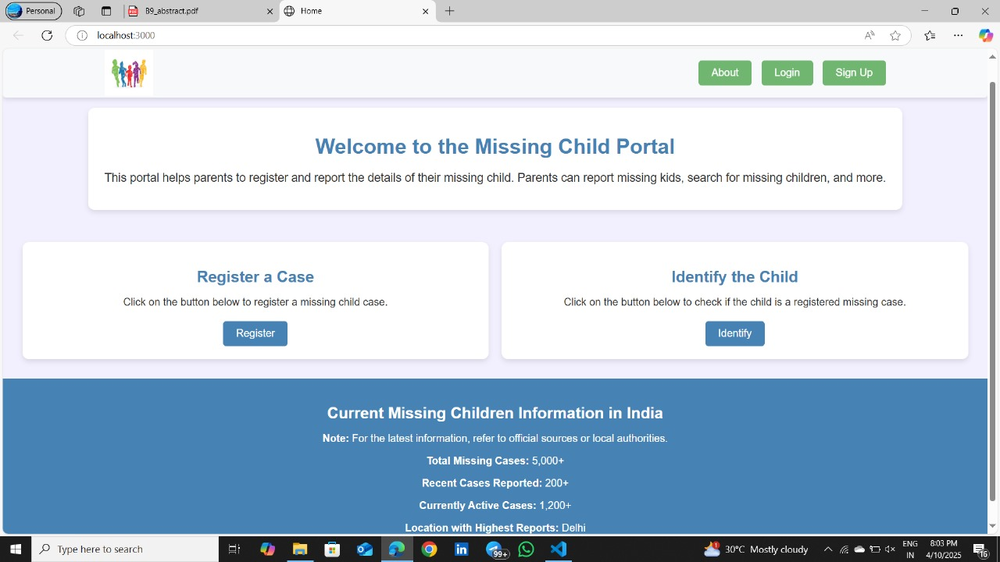 Personal
B9_abstract.pdf
Home
localhost:3000
About
Login
Sign Up
Welcome to the Missing Child Portal
This portal helps parents to register and report the details of their missing child. Parents can report missing kids, search for missing children, and more.
Register a Case
Click on the button below to register a missing child case.
Register
Identify the Child
Click on the button below to check if the child is a registered missing case.
Identify
Current Missing Children Information in India
Note: For the latest information, refer to official sources or local authorities.
Total Missing Cases: 5,000+
Recent Cases Reported: 200+
Currently Active Cases: 1,200+
Location with Highest Reports: Delhi
Type here to search
99+
1
30°C Mostly cloudy
ENG
IN
8:03 PM
4/10/2025
16